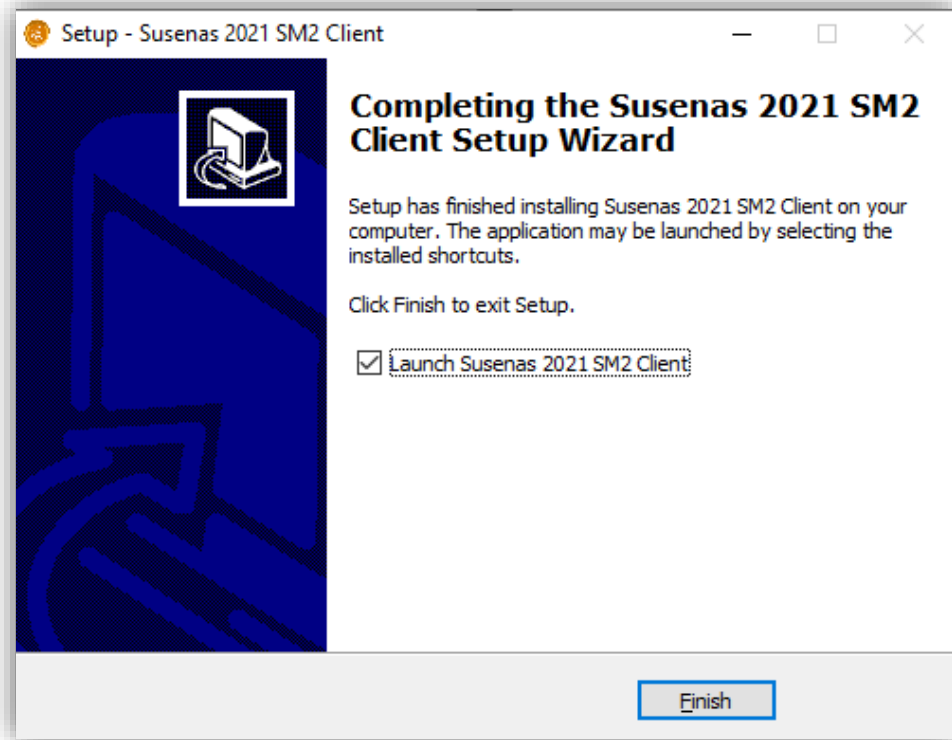 Setup - Susenas 2021 SM2 Client
Completing the Susenas 2021 SM2
Client Setup Wizard
Setup has finished installing Susenas 2021 SM2 Client on your
computer. The application may be launched by selecting the
installed shortcuts.
Click Finish to exit Setup.
Launch Susenas 2021 SM2 Client
Finish